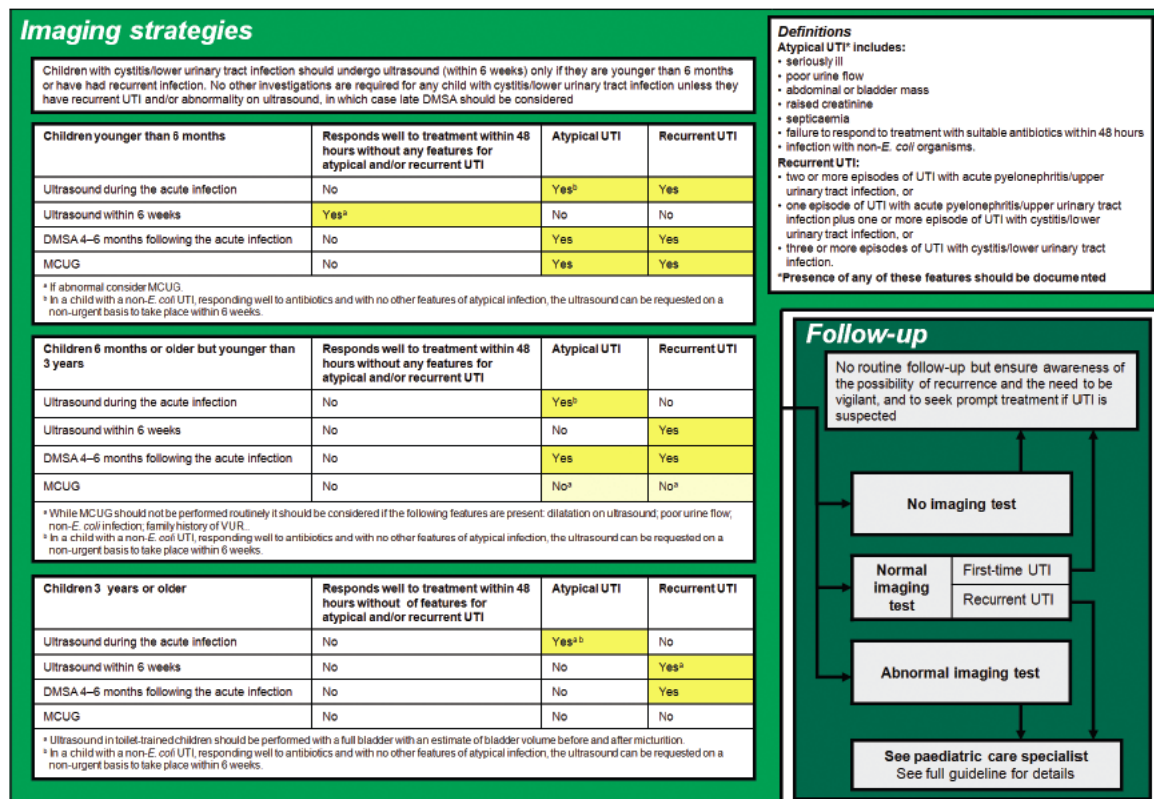 Imaging strategies
Children with cystitis/lower urinary tract infection should undergo ultrasound (within 6 weeks) only if they are younger than 6 months
or have had recurrent infection. No other investigations are required for any child with cystitis/lower urinary tract infection unless they
have recurrent UTI and/or abnormality on ultrasound, in which case late DMSA should be considered
Children younger than 6 months
Responds well to treatment within 48
hours without any features for
atypical and/or recurrent UTI
Atypical UTI
Recurrent UTI
Ultrasound during the acute infection No Yesᵇ Yes
Ultrasound within 6 weeks Yesᵃ No No
DMSA 4–6 months following the acute infection No Yes Yes
MCUG No Yes Yes
ᵃ If abnormal consider MCUG.
ᵇ In a child with a non-E. coli UTI, responding well to antibiotics and with no other features of atypical infection, the ultrasound can be requested on a
non-urgent basis to take place within 6 weeks.
Children 6 months or older but younger than
3 years
Responds well to treatment within 48
hours without any features for
atypical and/or recurrent UTI
Atypical UTI
Recurrent UTI
Ultrasound during the acute infection No Yesᵇ No
Ultrasound within 6 weeks No No Yes
DMSA 4–6 months following the acute infection No Yes Yes
MCUG No Noᵃ Noᵃ
ᵃ While MCUG should not be performed routinely it should be considered if the following features are present: dilatation on ultrasound; poor urine flow;
non-E. coli infection; family history of VUR..
ᵇ In a child with a non-E. coli UTI, responding well to antibiotics and with no other features of atypical infection, the ultrasound can be requested on a
non-urgent basis to take place within 6 weeks.
Children 3 years or older
Responds well to treatment within 48
hours without of features for
atypical and/or recurrent UTI
Atypical UTI
Recurrent UTI
Ultrasound during the acute infection No Yesᵃ ᵇ No
Ultrasound within 6 weeks No No Yesᵃ
DMSA 4–6 months following the acute infection No No Yes
MCUG No No No
ᵃ Ultrasound in toilet-trained children should be performed with a full bladder with an estimate of bladder volume before and after micturition.
ᵇ In a child with a non-E. coli UTI, responding well to antibiotics and with no other features of atypical infection, the ultrasound can be requested on a
non-urgent basis to take place within 6 weeks.
Definitions
Atypical UTI* includes:
• seriously ill
• poor urine flow
• abdominal or bladder mass
• raised creatinine
• septicaemia
• failure to respond to treatment with suitable antibiotics within 48 hours
• infection with non-E. coli organisms.
Recurrent UTI:
• two or more episodes of UTI with acute pyelonephritis/upper
urinary tract infection, or
• one episode of UTI with acute pyelonephritis/upper urinary tract
infection plus one or more episode of UTI with cystitis/lower
urinary tract infection, or
• three or more episodes of UTI with cystitis/lower urinary tract
infection.
*Presence of any of these features should be documented
Follow-up
No routine follow-up but ensure awareness of
the possibility of recurrence and the need to be
vigilant, and to seek prompt treatment if UTI is
suspected
No imaging test
Normal
imaging
test
First-time UTI
Recurrent UTI
Abnormal imaging test
See paediatric care specialist
See full guideline for details